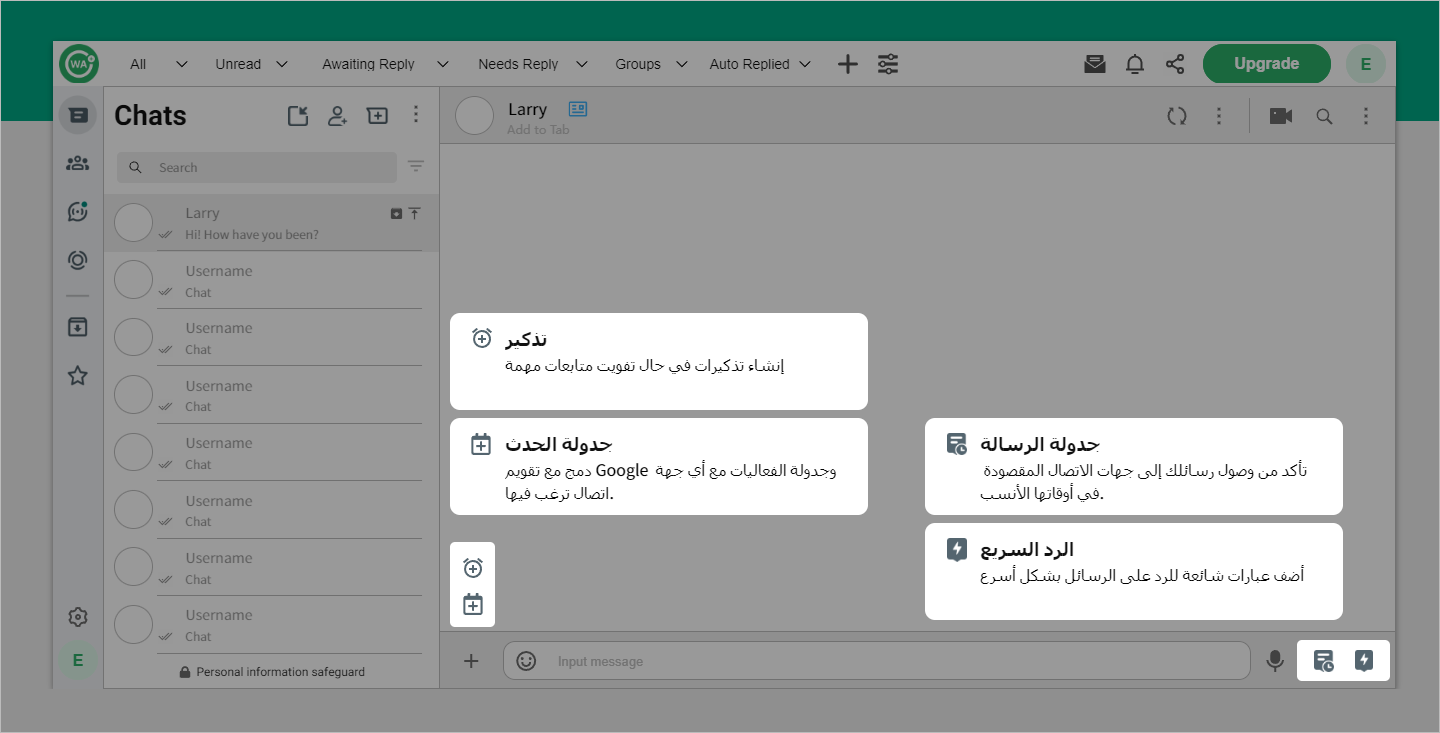 WA
All
Unread
Awaiting Reply
Needs Reply
Groups
Auto Replied
Upgrade
E
Chats
Search
Larry
Hi! How have you been?
Username
Chat
Username
Chat
Username
Chat
Username
Chat
Username
Chat
Username
Chat
Username
Chat
Personal information safeguard
E
Larry
Add to Tab
تذكير
إنشاء تذكيرات في حال تفويت متابعات مهمة
جدولة الحدث
دمج مع تقويم Google وجدولة الفعاليات مع أي جهة
اتصال ترغب فيها.
جدولة الرسالة
تأكد من وصول رسائلك إلى جهات الاتصال المقصودة
في أوقاتها الأنسب.
الرد السريع
أضف عبارات شائعة للرد على الرسائل بشكل أسرع
Input message